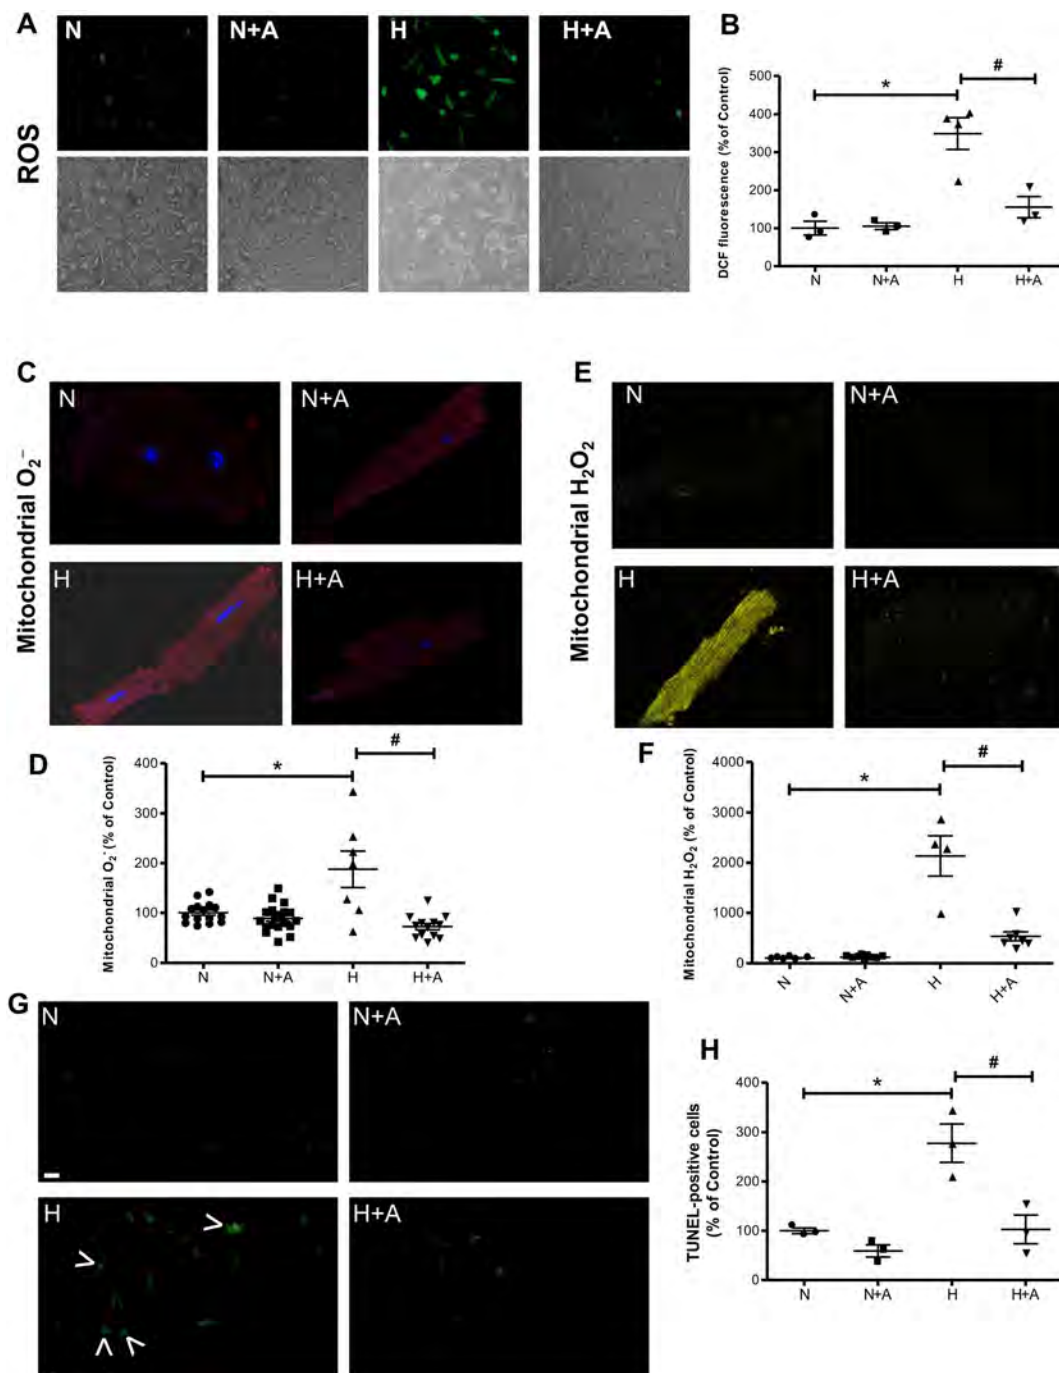 A
N
N+A
H
H+A
ROS
B
DCF fluorescence (% of Control)
500
400
300
200
100
0
*
#
N
N+A
H
H+A
C
Mitochondrial O₂⁻
N
N+A
H
H+A
E
Mitochondrial H₂O₂
N
N+A
H
H+A
D
Mitochondrial O₂⁻ (% of Control)
400
300
200
100
0
*
#
N
N+A
H
H+A
F
Mitochondrial H₂O₂ (% of Control)
4000
3000
2000
1000
0
*
#
N
N+A
H
H+A
G
N
N+A
H
H+A
H
TUNEL-positive cells
(% of Control)
400
300
200
100
0
*
#
N
N+A
H
H+A